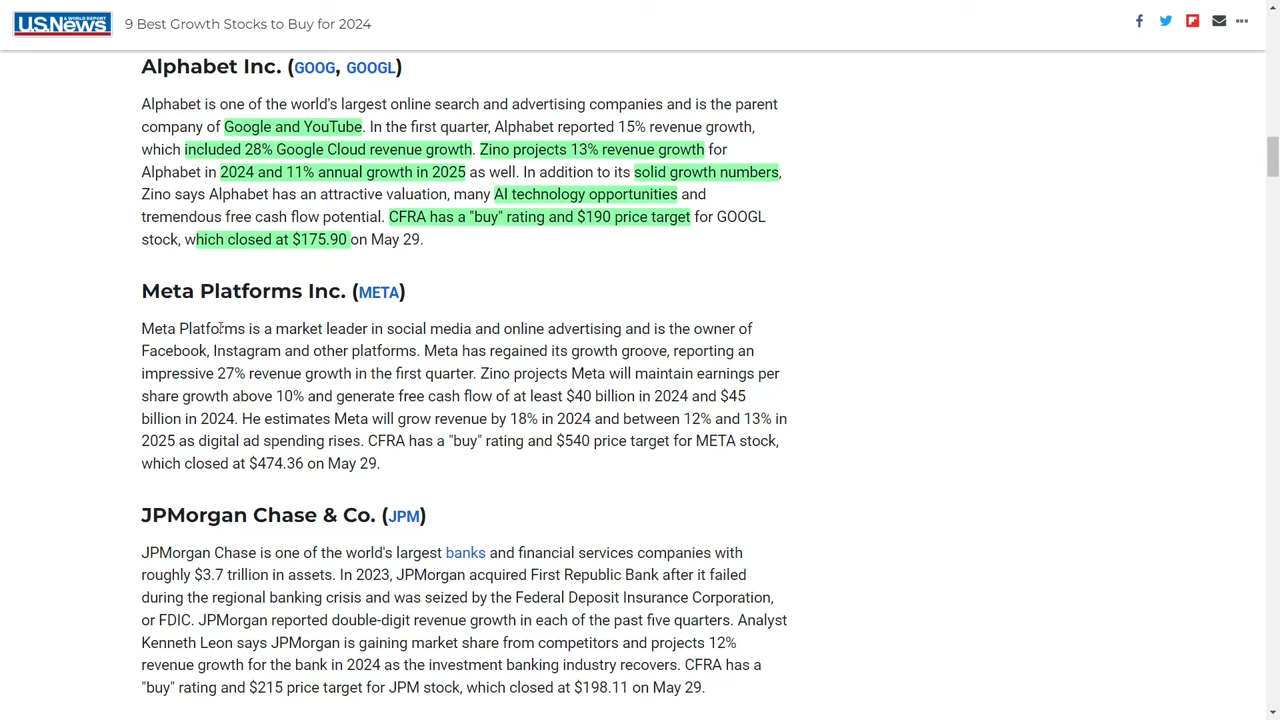 U.S.News
& WORLD REPORT
9 Best Growth Stocks to Buy for 2024
Alphabet Inc. (GOOG, GOOGL)
Alphabet is one of the world's largest online search and advertising companies and is the parent
company of Google and YouTube. In the first quarter, Alphabet reported 15% revenue growth,
which included 28% Google Cloud revenue growth. Zino projects 13% revenue growth for
Alphabet in 2024 and 11% annual growth in 2025 as well. In addition to its solid growth numbers,
Zino says Alphabet has an attractive valuation, many AI technology opportunities and
tremendous free cash flow potential. CFRA has a "buy" rating and $190 price target for GOOGL
stock, which closed at $175.90 on May 29.
Meta Platforms Inc. (META)
Meta Platforms is a market leader in social media and online advertising and is the owner of
Facebook, Instagram and other platforms. Meta has regained its growth groove, reporting an
impressive 27% revenue growth in the first quarter. Zino projects Meta will maintain earnings per
share growth above 10% and generate free cash flow of at least $40 billion in 2024 and $45
billion in 2024. He estimates Meta will grow revenue by 18% in 2024 and between 12% and 13% in
2025 as digital ad spending rises. CFRA has a "buy" rating and $540 price target for META stock,
which closed at $474.36 on May 29.
JPMorgan Chase & Co. (JPM)
JPMorgan Chase is one of the world's largest banks and financial services companies with
roughly $3.7 trillion in assets. In 2023, JPMorgan acquired First Republic Bank after it failed
during the regional banking crisis and was seized by the Federal Deposit Insurance Corporation,
or FDIC. JPMorgan reported double-digit revenue growth in each of the past five quarters. Analyst
Kenneth Leon says JPMorgan is gaining market share from competitors and projects 12%
revenue growth for the bank in 2024 as the investment banking industry recovers. CFRA has a
"buy" rating and $215 price target for JPM stock, which closed at $198.11 on May 29.